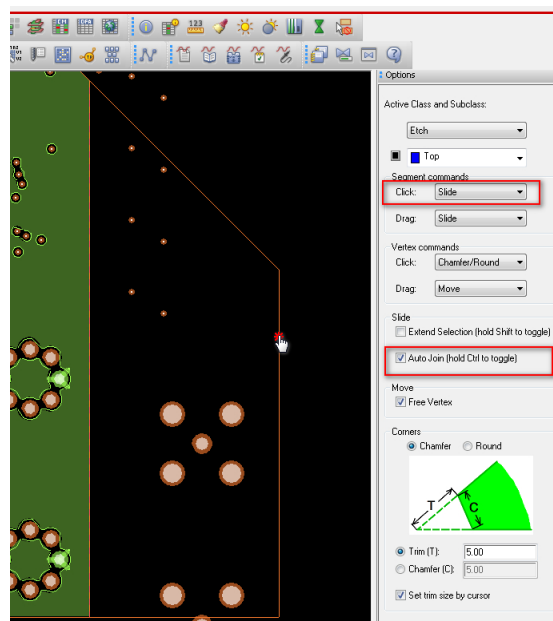 123
Options
Active Class and Subclass:
Etch
Top
Segment commands
Click: Slide
Drag: Slide
Vertex commands
Click: Chamfer/Round
Drag: Move
Slide
Extend Selection (hold Shift to toggle)
Auto Join (hold Ctrl to toggle)
Move
Free Vertex
Corners
Chamfer Round
T C
Trim (T): 5.00
Chamfer (C): 5.00
Set trim size by cursor